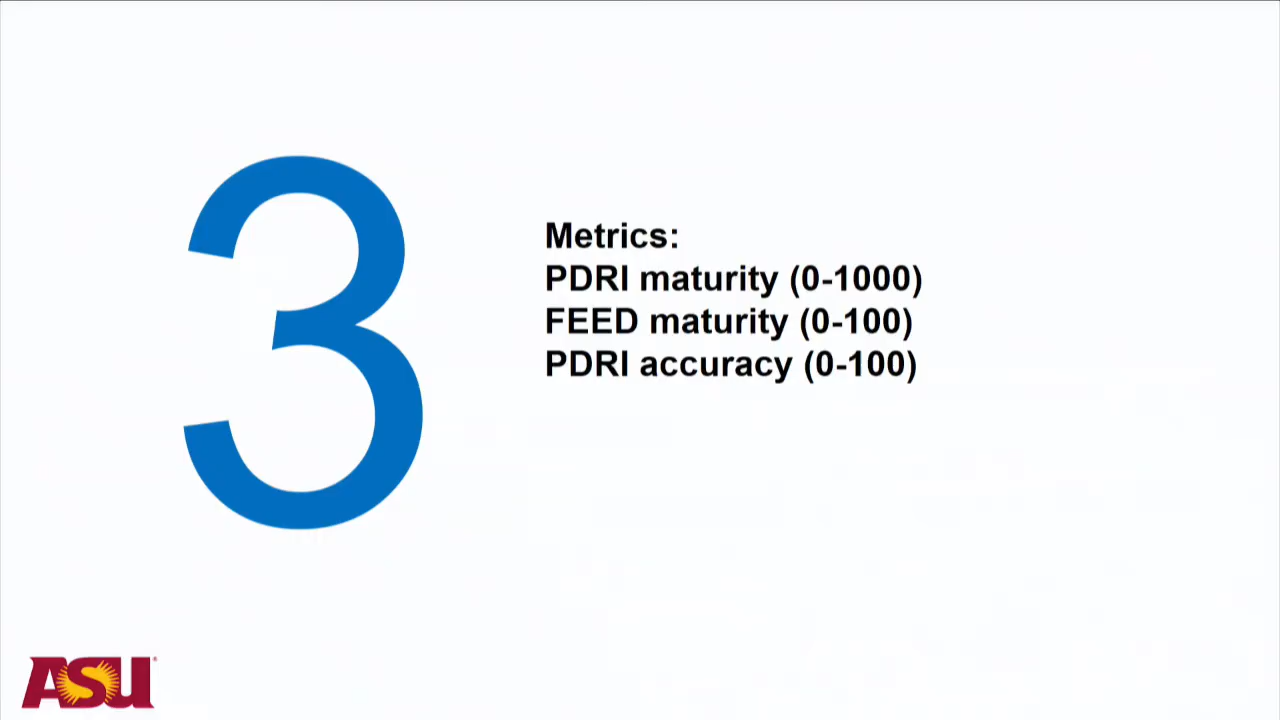 3
Metrics:
PDRI maturity (0-1000)
FEED maturity (0-100)
PDRI accuracy (0-100)
ASU